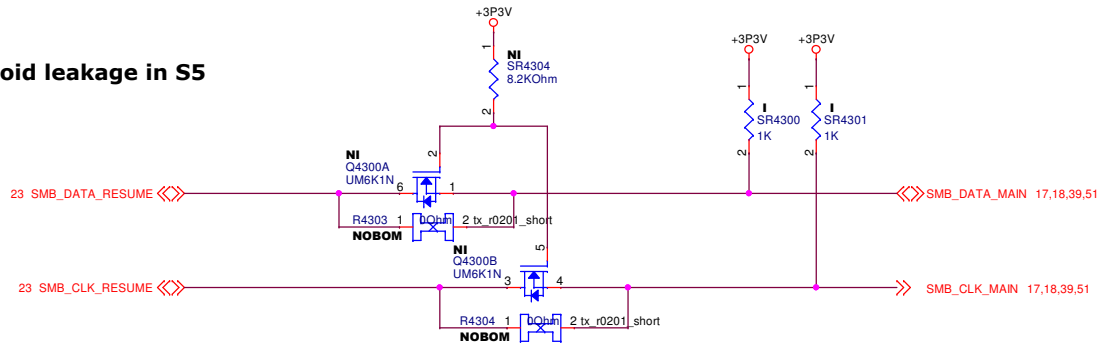 +3P3V
NI
SR4304
8.2KOhm
1
2
oid leakage in S5
+3P3V
+3P3V
1
1
I
SR4300
1K
I
SR4301
1K
2
2
NI
Q4300A
UM6K1N
2
23 SMB_DATA_RESUME
6
1
SMB_DATA_MAIN 17,18,39,51
R4303 1 0Ohm 2 tx_r0201_short
NOBOM
NI
Q4300B
UM6K1N
5
23 SMB_CLK_RESUME
3
4
SMB_CLK_MAIN 17,18,39,51
R4304 1 0Ohm 2 tx_r0201_short
NOBOM